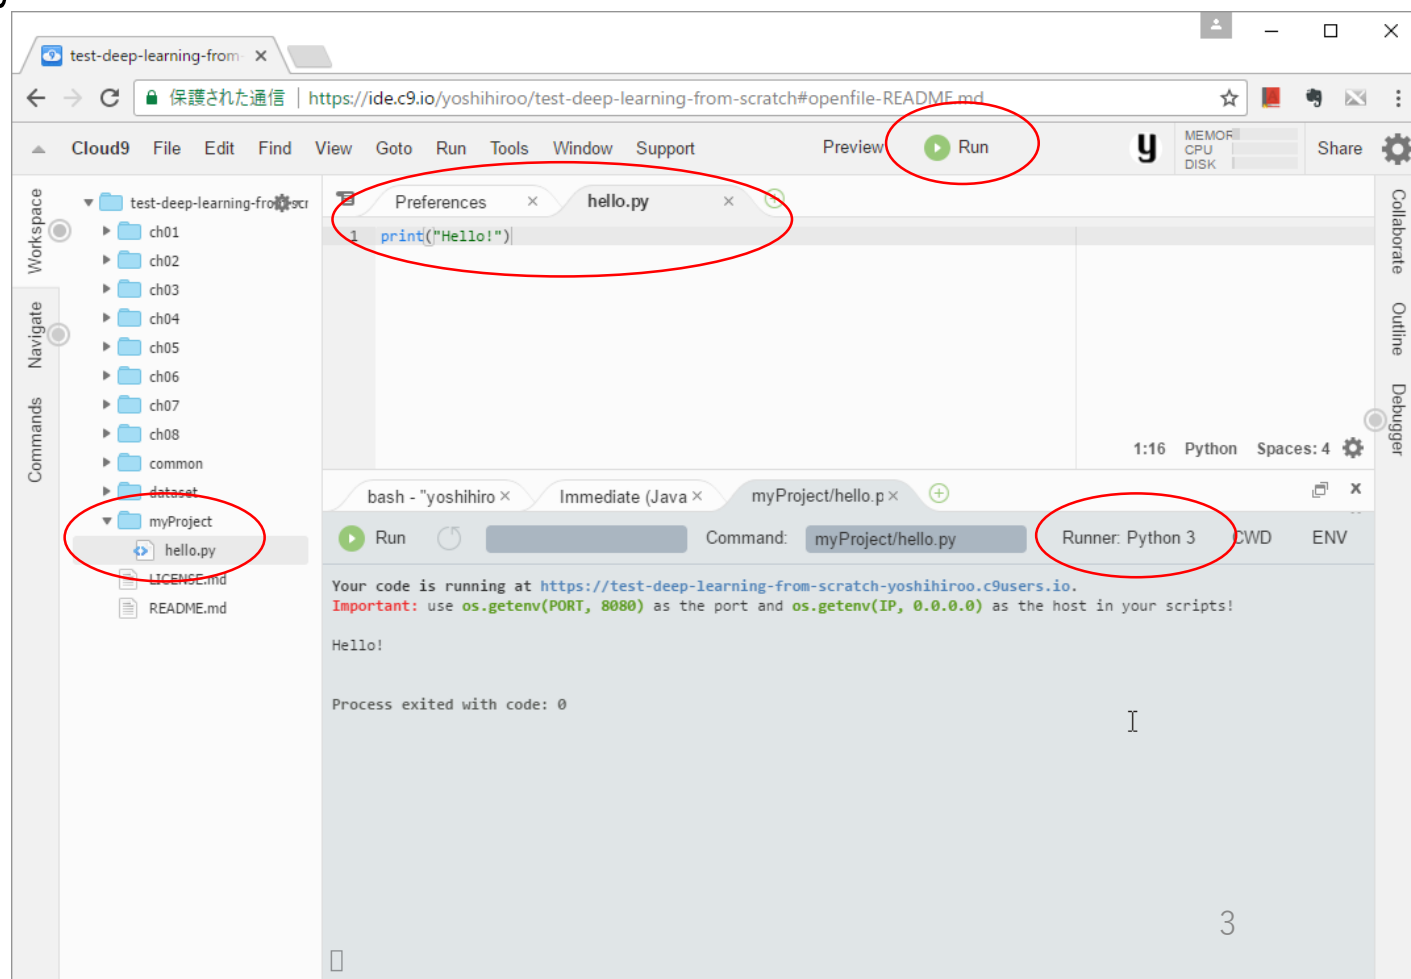 test-deep-learning-from-
保護された通信 https://ide.c9.io/yoshihiroo/test-deep-learning-from-scratch#openfile-README.md
Cloud9 File Edit Find View Goto Run Tools Window Support Preview Run y Share
MEMOR
CPU
DISK
Workspace
Navigate
Commands
test-deep-learning-from-scr
ch01
ch02
ch03
ch04
ch05
ch06
ch07
ch08
common
dataset
myProject
hello.py
LICENSE.md
README.md
Preferences hello.py
1 print("Hello!")
1:16 Python Spaces: 4
Collaborate
Outline
Debugger
bash - "yoshihiro Immediate (Java myProject/hello.p
Run Command: myProject/hello.py Runner: Python 3 CWD ENV
Your code is running at https://test-deep-learning-from-scratch-yoshihiroo.c9users.io.
Important: use os.getenv(PORT, 8080) as the port and os.getenv(IP, 0.0.0.0) as the host in your scripts!
Hello!
Process exited with code: 0
3